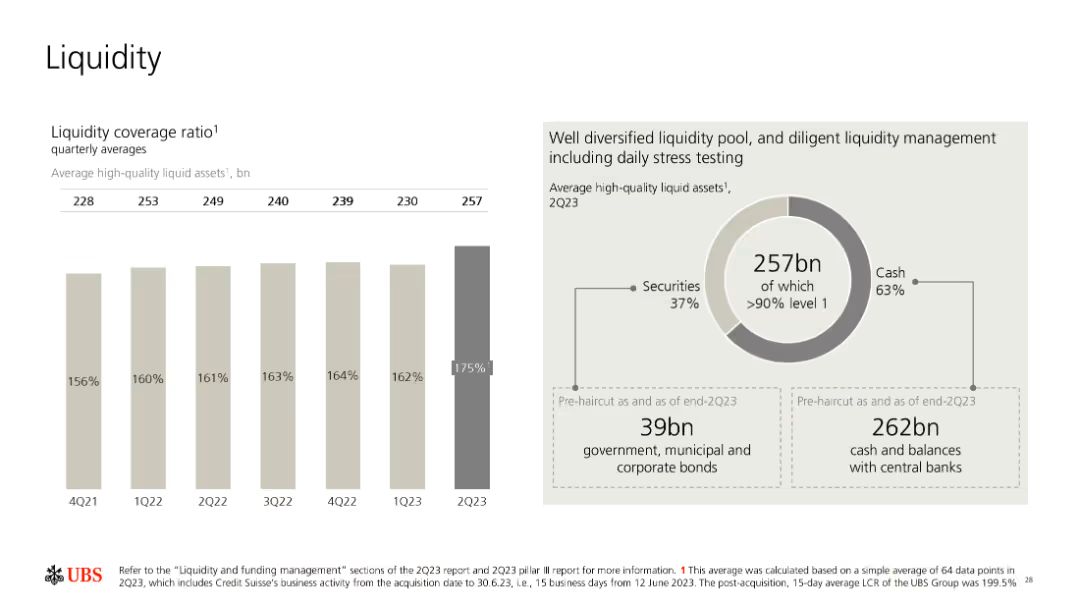 Liquidity
Liquidity coverage ratio1
quarterly averages
Average high-quality liquid assets1, bn
228 253 249 240 239 230 257
156% 160% 161% 163% 164% 162% 175%
4Q21 1Q22 2Q22 3Q22 4Q22 1Q23 2Q23
Well diversified liquidity pool, and diligent liquidity management
including daily stress testing
Average high-quality liquid assets1,
2Q23
257bn
of which
>90% level 1
Securities
37%
Cash
63%
Pre-haircut as and as of end-2Q23
39bn
government, municipal and
corporate bonds
Pre-haircut as and as of end-2Q23
262bn
cash and balances
with central banks
UBS
Refer to the "Liquidity and funding management" sections of the 2Q23 report and 2Q23 pillar III report for more information. 1 This average was calculated based on a simple average of 64 data points in
2Q23, which includes Credit Suisse's business activity from the acquisition date to 30.6.23, i.e., 15 business days from 12 June 2023. The post-acquisition, 15-day average LCR of the UBS Group was 199.5%
28